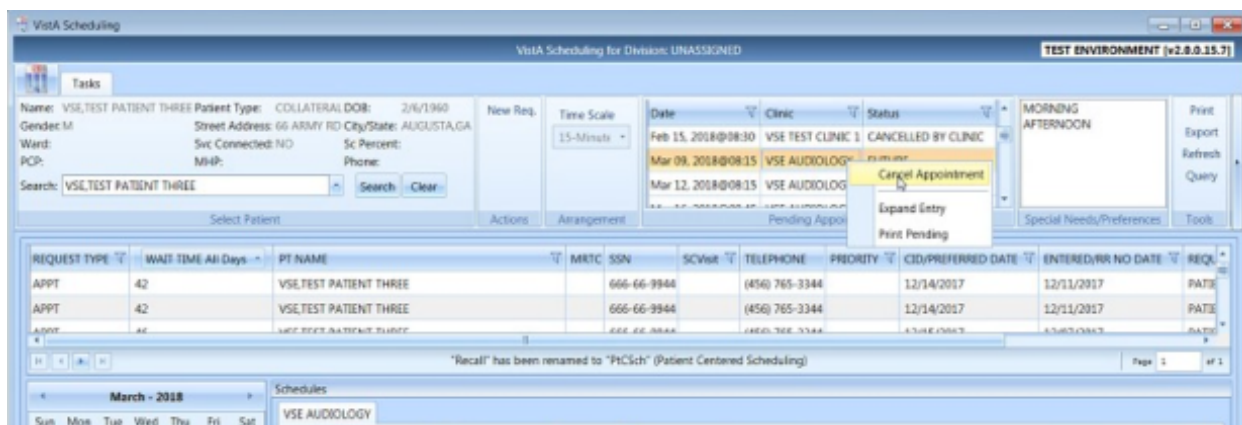 VistA Scheduling
VistA Scheduling for Division: UNASSIGNED
TEST ENVIRONMENT [v2.0.0.15.7]
Tasks
Name: VSE,TEST PATIENT THREE Patient Type: COLLATERAL DOB: 2/6/1960
Gender: M Street Address: 66 ARMY RD City/State: AUGUSTA,GA
Ward: Svc Connected: NO Sc Percent:
PCP: MHP: Phone:
Search: VSE,TEST PATIENT THREE Search Clear
Select Patient
New Req.
Actions
Time Scale
15-Minute
Arrangement
Date Clinic Status
Feb 15, 2018@08:30 VSE TEST CLINIC 1 CANCELLED BY CLINIC
Mar 09, 2018@08:15 VSE AUDIOLOGY FUTURE
Mar 12, 2018@08:15 VSE AUDIOLOG
Pending Appoi
Cancel Appointment
Expand Entry
Print Pending
MORNING
AFTERNOON
Special Needs/Preferences
Print
Export
Refresh
Query
Tools
REQUEST TYPE WAIT TIME All Days PT NAME MRTC SSN SCVisit TELEPHONE PRIORITY CID/PREFERRED DATE ENTERED/RR NO DATE REQU
APPT 42 VSE,TEST PATIENT THREE 666-66-9944 (456) 765-3344 12/14/2017 12/11/2017 PATIE
APPT 42 VSE,TEST PATIENT THREE 666-66-9944 (456) 765-3344 12/14/2017 12/11/2017 PATIE
"Recall" has been renamed to "PtCSch" (Patient Centered Scheduling)
Page 1 of 1
March - 2018
Sun Mon Tue Wed Thu Fri Sat
Schedules
VSE AUDIOLOGY